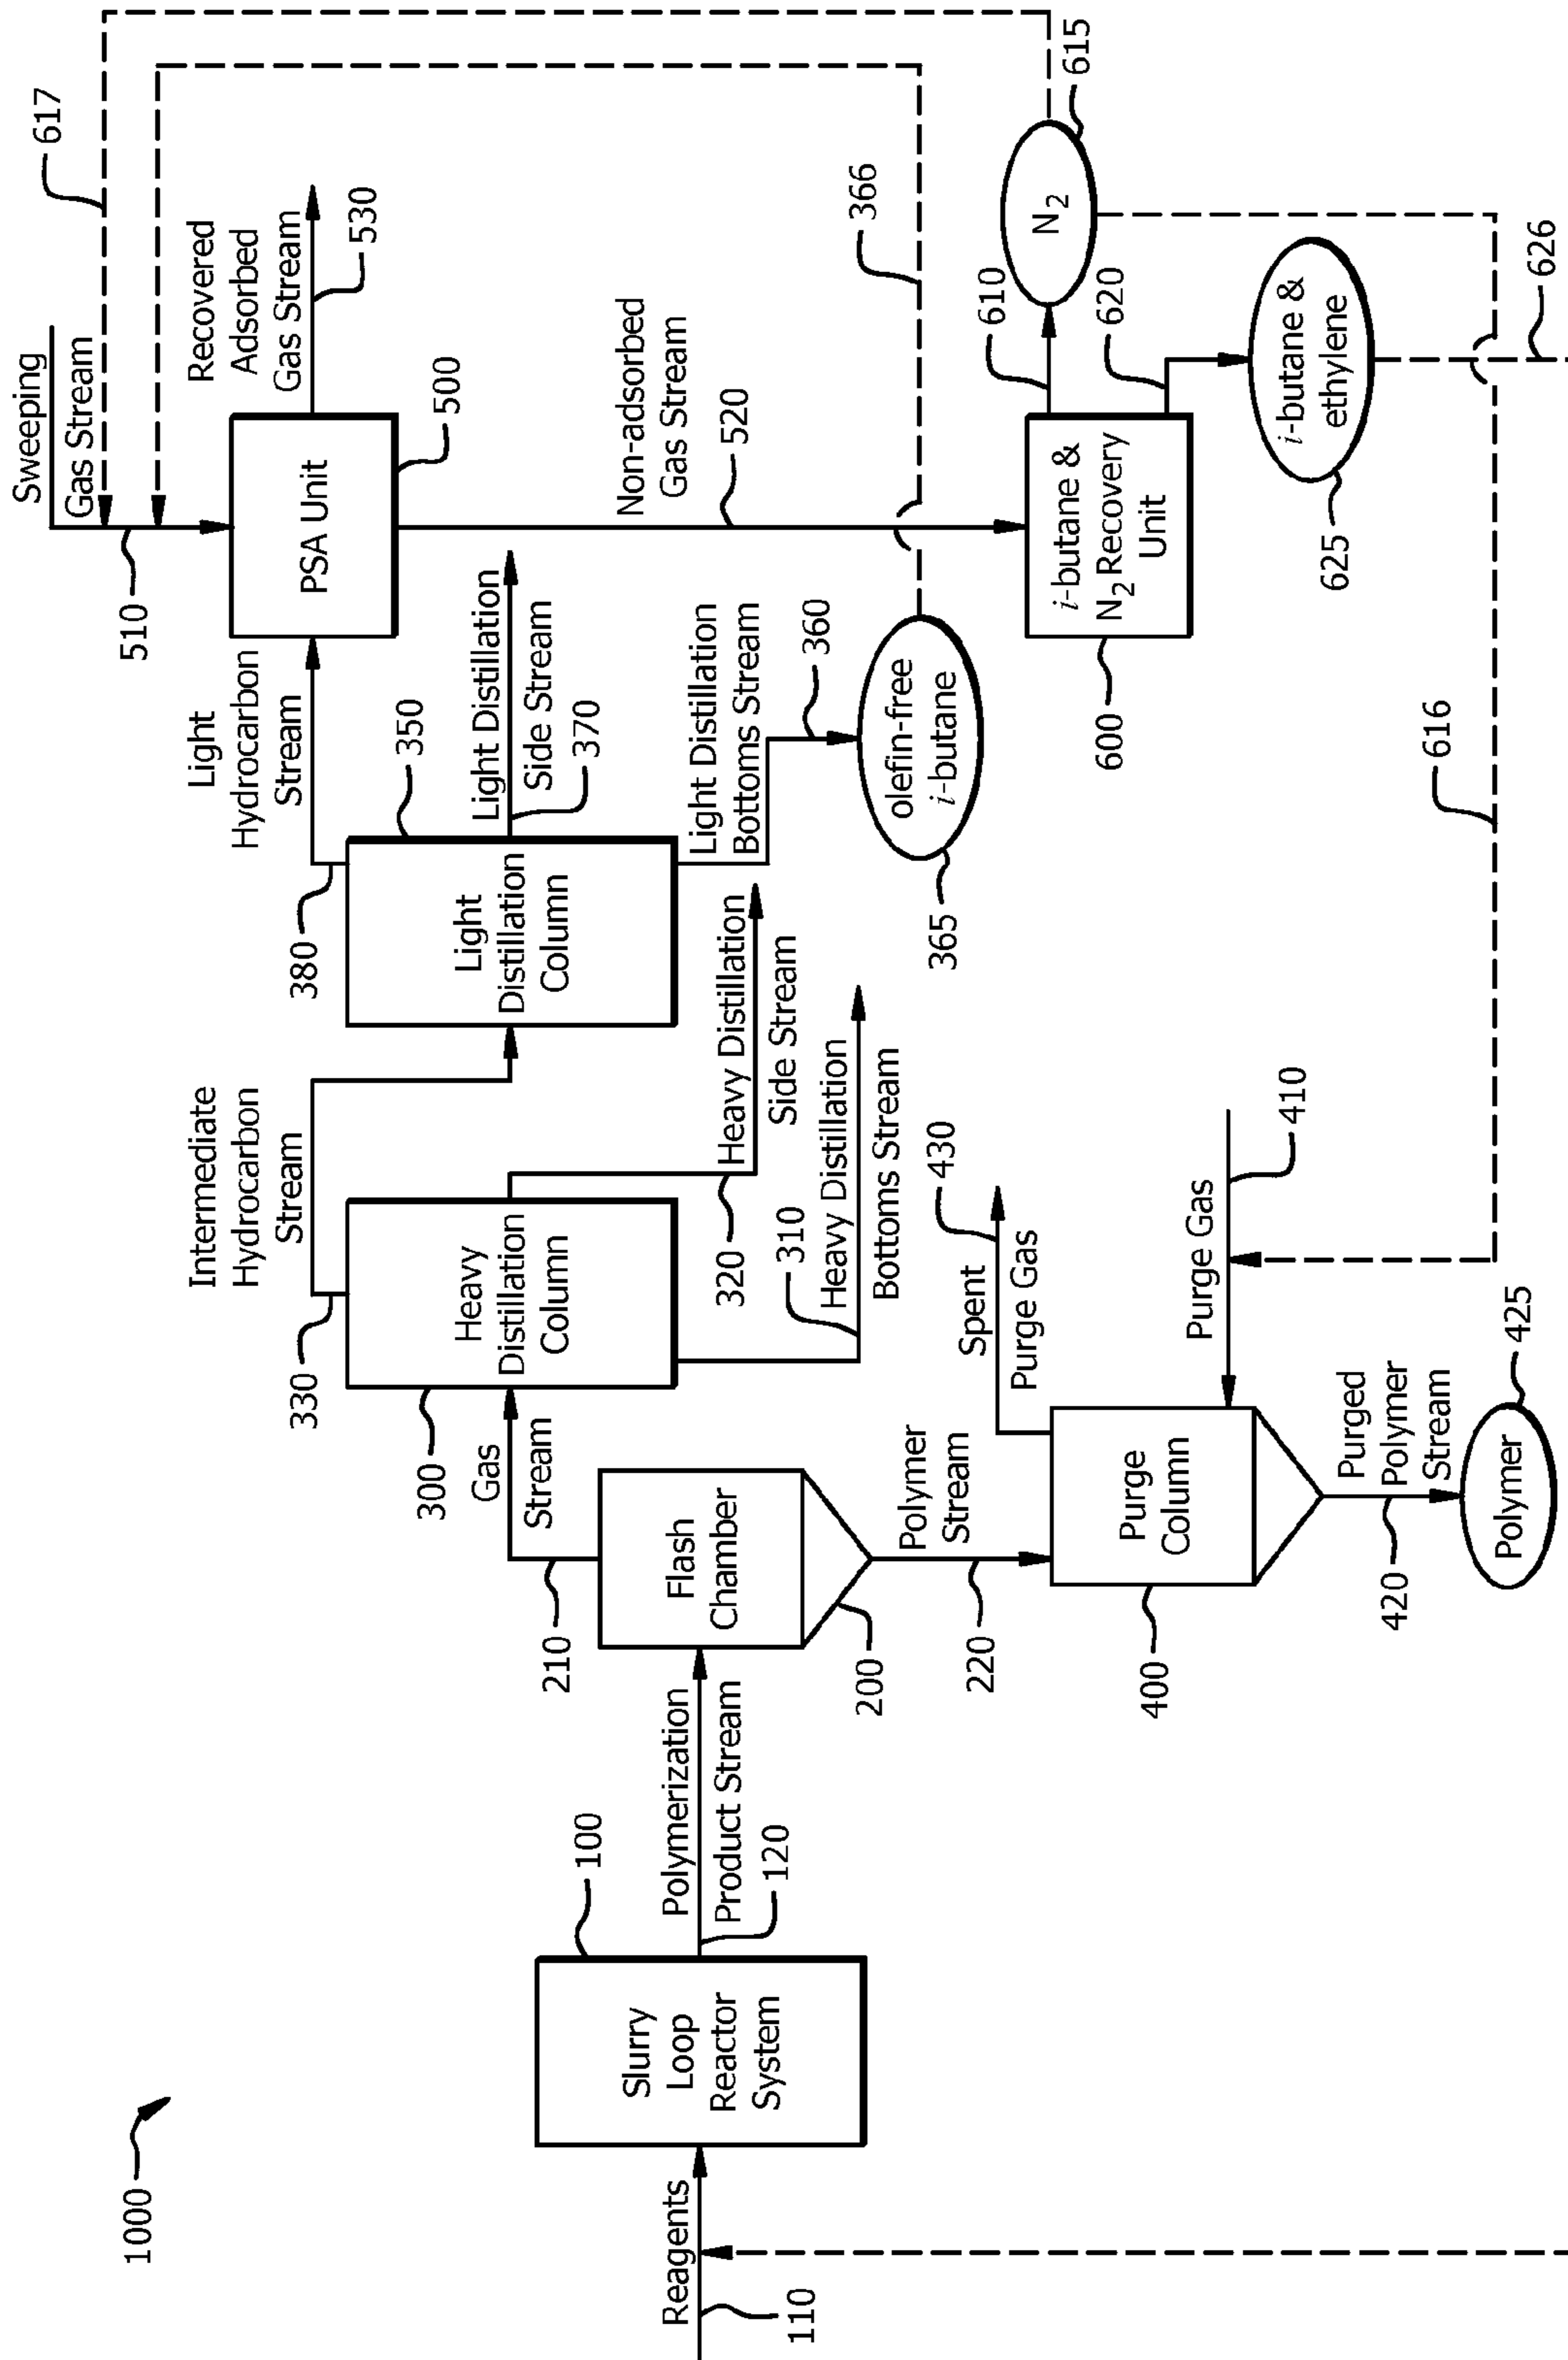 1000
Reagents
110
Slurry
Loop
Reactor
System
100
Polymerization
Product Stream
120
Flash
Chamber
200
210
Gas
Stream
220
Polymer
Stream
Purge
Column
400
Purge Gas
410
Spent
Purge Gas
430
420
Purged
Polymer
Stream
Polymer
425
Heavy
Distillation
Column
300
310
Heavy Distillation
Bottoms Stream
320
Heavy Distillation
Side Stream
330
Intermediate
Hydrocarbon
Stream
Light
Distillation
Column
350
360
Light Distillation
Bottoms Stream
olefin-free
i-butane
365
366
370
Light Distillation
Side Stream
380
Light
Hydrocarbon
Stream
PSA Unit
500
510
Sweeping
Gas Stream
520
Non-adsorbed
Gas Stream
530
Recovered
Adsorbed
Gas Stream
i-butane &
N2 Recovery
Unit
600
610
N2
615
616
617
620
i-butane &
ethylene
625
626